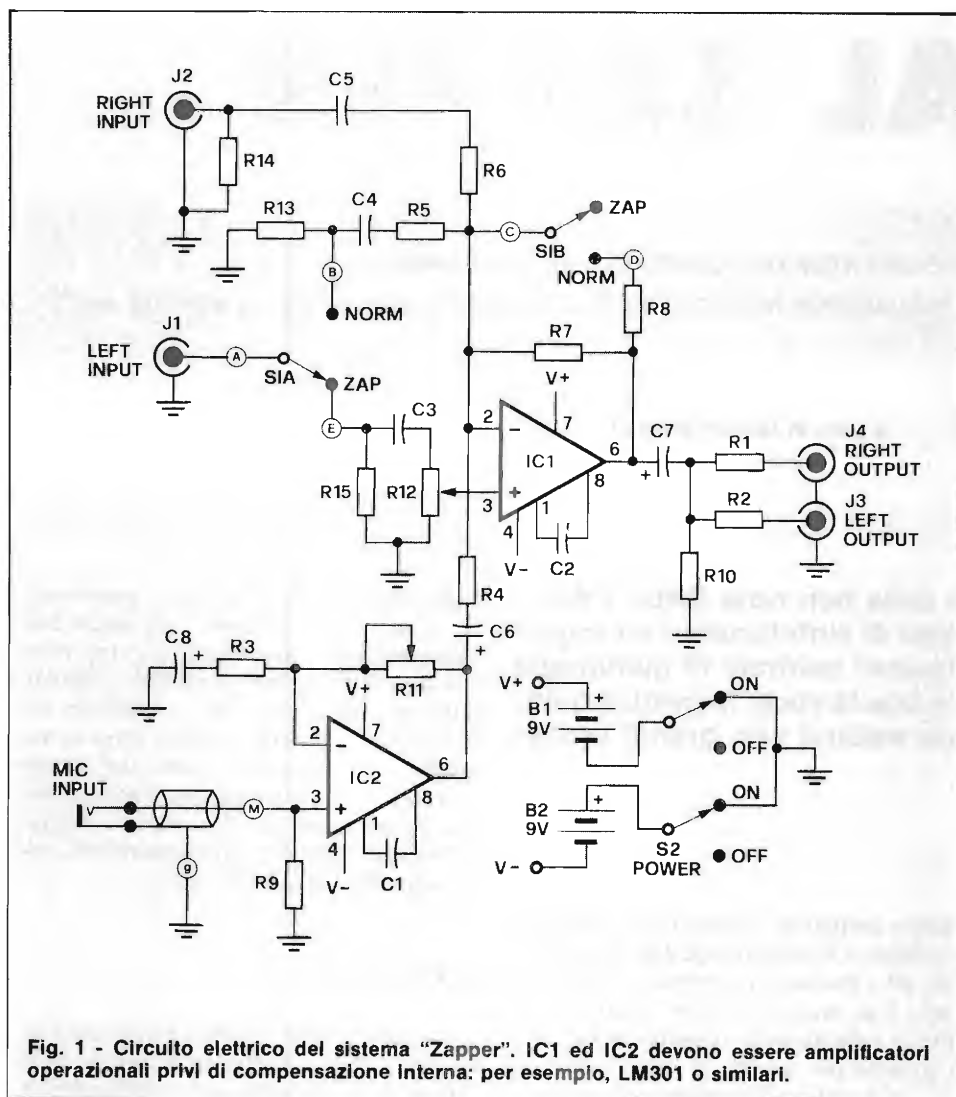 J2
RIGHT
INPUT
C5
R14
R6
R13
C4
R5
C
SIB
ZAP
NORM
D
B
NORM
R8
J1
LEFT
INPUT
A
SIA
ZAP
R7
V+
E
C3
2
7
IC1
6
C7
+
R1
J4
RIGHT
OUTPUT
R15
R12
3
+
4
1
8
V-
C2
R2
J3
LEFT
OUTPUT
R10
R4
C6
+
C8
+
R3
V+
R11
2
7
IC2
6
MIC
INPUT
V
M
3
+
4
1
8
V-
C1
g
R9
V+
B1
9V
+
ON
OFF
B2
9V
+
ON
S2
POWER
OFF
V-
Fig. 1 - Circuito elettrico del sistema "Zapper". IC1 ed IC2 devono essere amplificatori
operazionali privi di compensazione interna: per esempio, LM301 o similari.